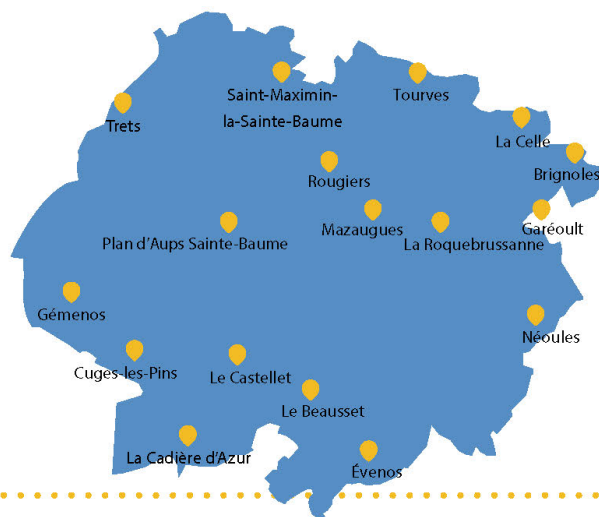 Saint-Maximin-
la-Sainte-Baume
Tourves
Trets
La Celle
Brignoles
Rougiers
Mazaugues
Garéoult
Plan d'Aups Sainte-Baume
La Roquebrussanne
Gémenos
Néoules
Cuges-les-Pins
Le Castellet
Le Beausset
La Cadière d'Azur
Évenos